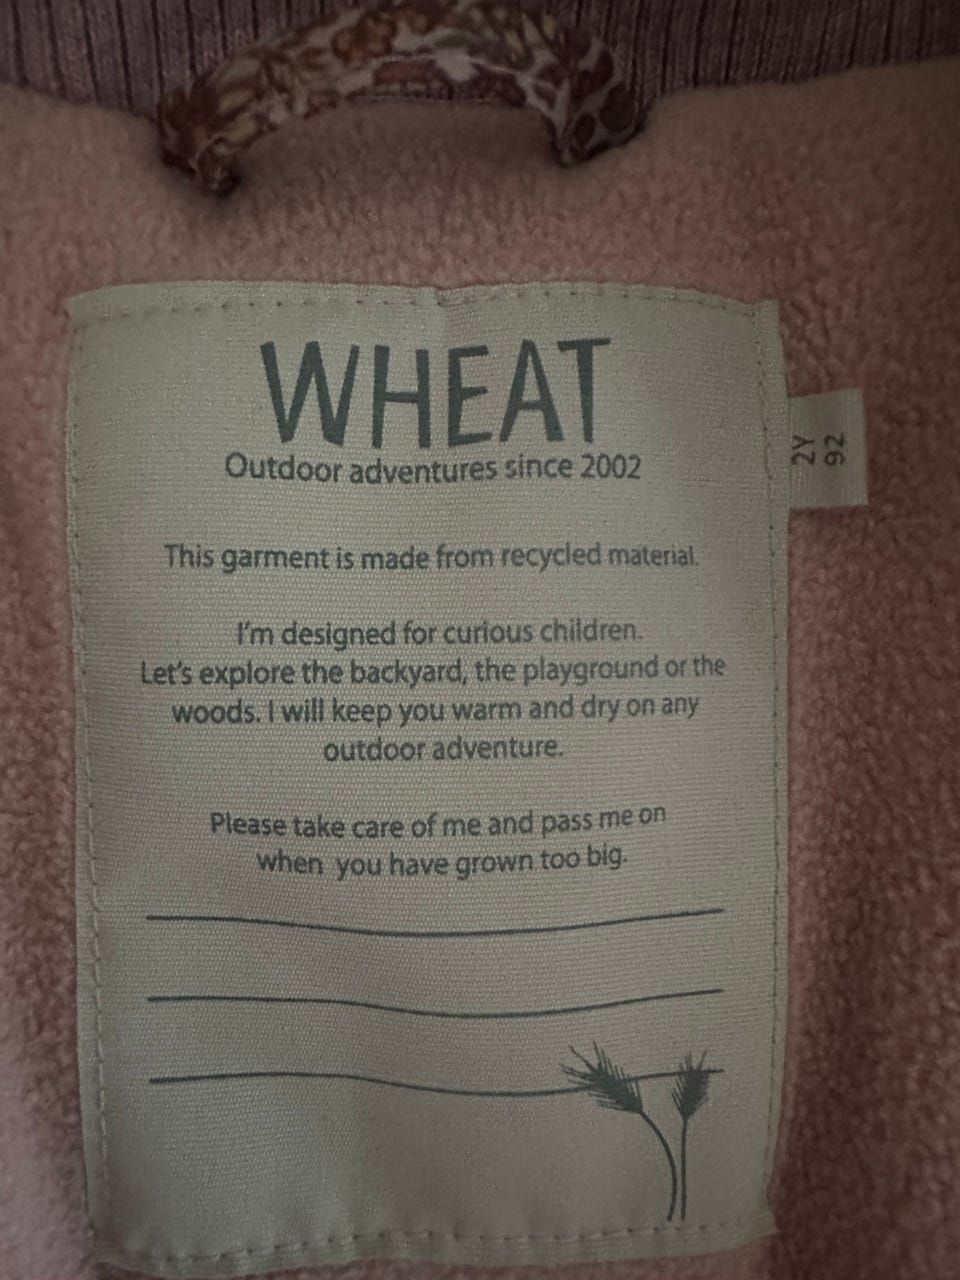 WHEAT
Outdoor adventures since 2002
2Y
92
This garment is made from recycled material.
I'm designed for curious children.
Let's explore the backyard, the playground or the
woods. I will keep you warm and dry on any
outdoor adventure.
Please take care of me and pass me on
when you have grown too big.